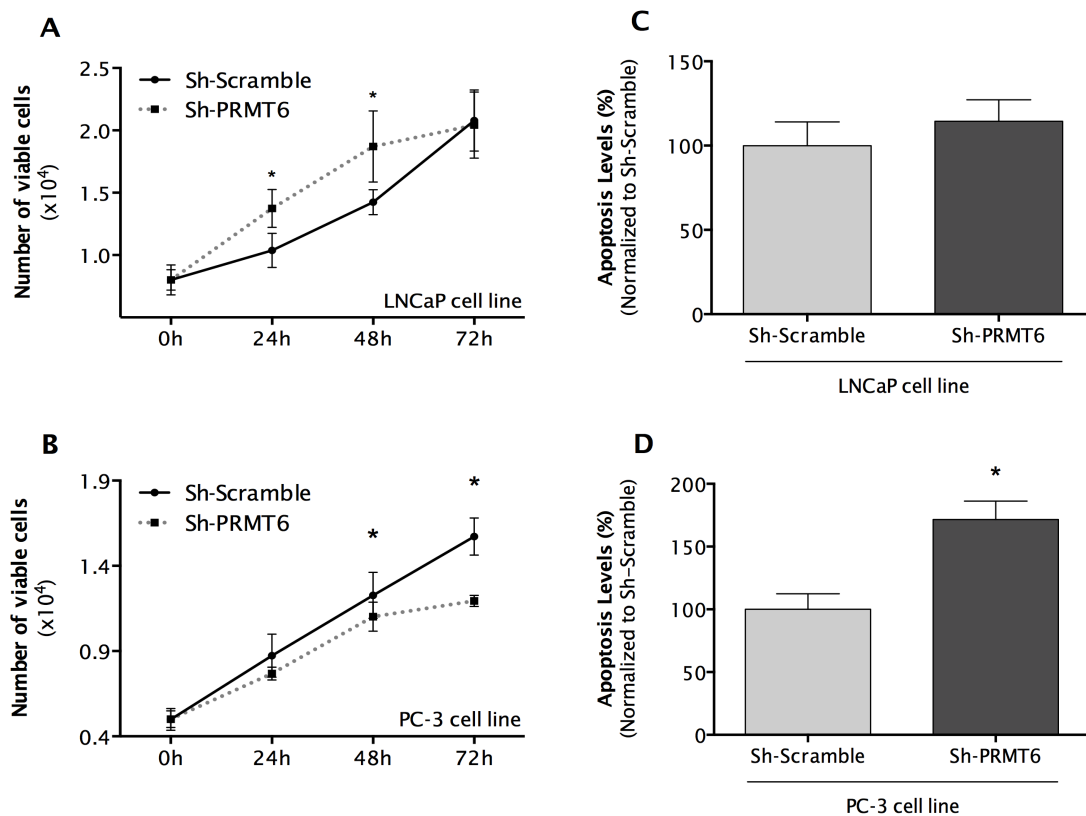 A
Number of viable cells
(x10⁴)
2.5
2.0
1.5
1.0
Sh-Scramble
Sh-PRMT6
*
*
LNCaP cell line
0h 24h 48h 72h
B
Number of viable cells
(x10⁴)
1.9
1.4
0.9
0.4
Sh-Scramble
Sh-PRMT6
*
*
PC-3 cell line
0h 24h 48h 72h
C
Apoptosis Levels (%)
(Normalized to Sh-Scramble)
150
100
50
0
Sh-Scramble Sh-PRMT6
LNCaP cell line
D
Apoptosis Levels (%)
(Normalized to Sh-Scramble)
200
150
100
50
0
*
Sh-Scramble Sh-PRMT6
PC-3 cell line